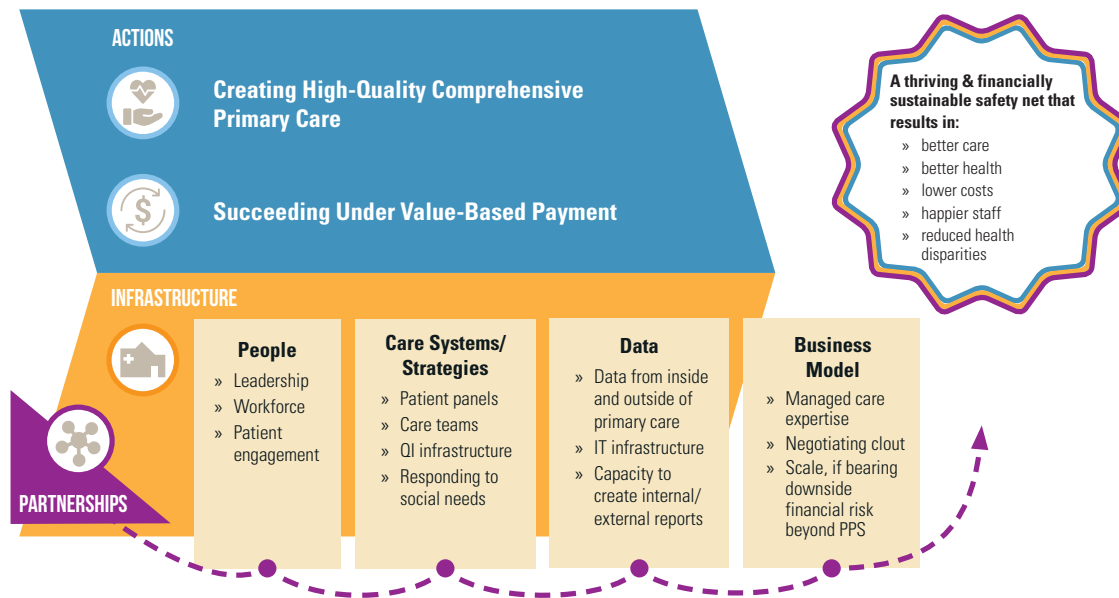 ACTIONS
Creating High-Quality Comprehensive
Primary Care
$
Succeeding Under Value-Based Payment
A thriving & financially
sustainable safety net that
results in:
» better care
» better health
» lower costs
» happier staff
» reduced health
disparities
INFRASTRUCTURE
People
» Leadership
» Workforce
» Patient
engagement
Care Systems/
Strategies
» Patient panels
» Care teams
» QI infrastructure
» Responding to
social needs
Data
» Data from inside
and outside of
primary care
» IT infrastructure
» Capacity to
create internal/
external reports
Business
Model
» Managed care
expertise
» Negotiating clout
» Scale, if bearing
downside
financial risk
beyond PPS
PARTNERSHIPS